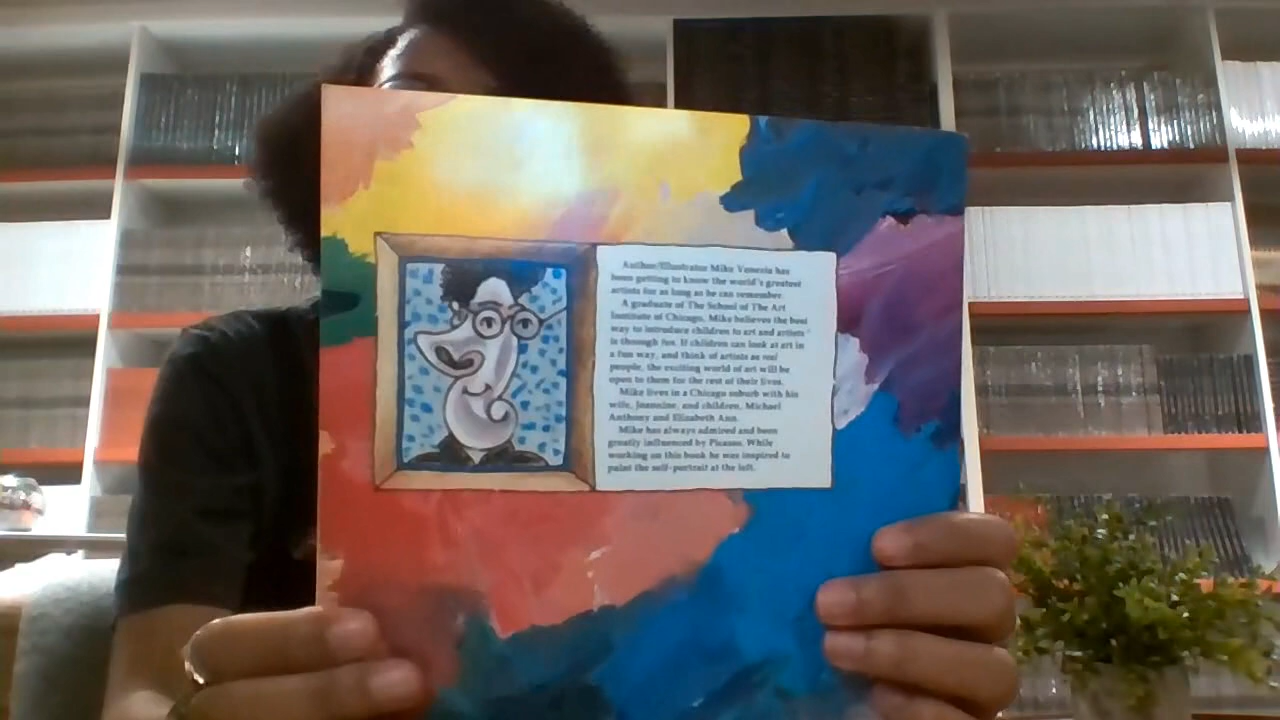 Author/Illustrator Mike Venezia has
been getting to know the world's greatest
artists for as long as he can remember.
A graduate of The School of The Art
Institute of Chicago, Mike believes the best
way to introduce children to art and artists
is through fun. If children can look at art in
a fun way, and think of artists as real
people, the exciting world of art will be
open to them for the rest of their lives.
Mike lives in a Chicago suburb with his
wife, Jeannine, and children, Michael
Anthony and Elizabeth Ann.
Mike has always admired and been
greatly influenced by Picasso. While
working on this book he was inspired to
paint the self-portrait at the left.